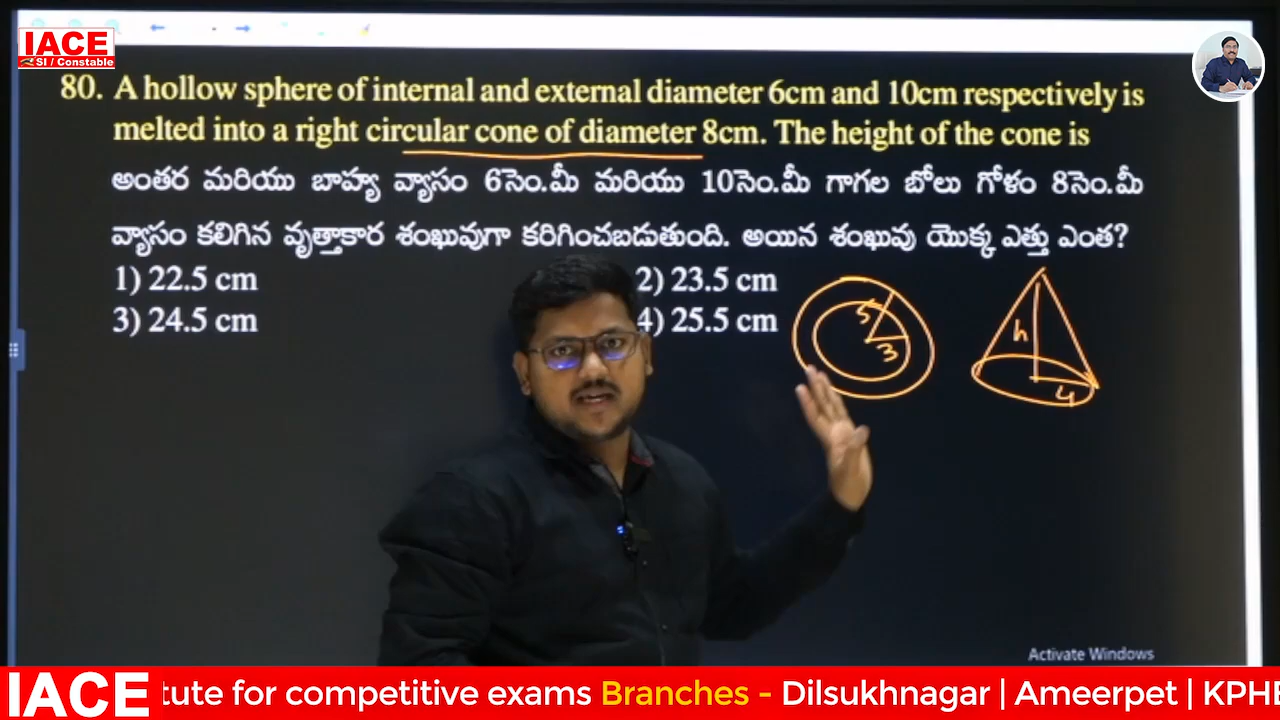 IACE
SI / Constable
80. A hollow sphere of internal and external diameter 6cm and 10cm respectively is
melted into a right circular cone of diameter 8cm. The height of the cone is
అంతర మరియు బాహ్య వ్యాసం 6సెం.మీ మరియు 10సెం.మీ గాగల బోలు గోళం 8సెం.మీ
వ్యాసం కలిగిన వృత్తాకార శంఖువుగా కరిగించబడుతుంది. అయిన శంఖువు యొక్క ఎత్తు ఎంత?
1) 22.5 cm 2) 23.5 cm
3) 24.5 cm 4) 25.5 cm
5
3
h
4
Activate Windows
IACE tute for competitive exams Branches - Dilsukhnagar | Ameerpet | KPHB